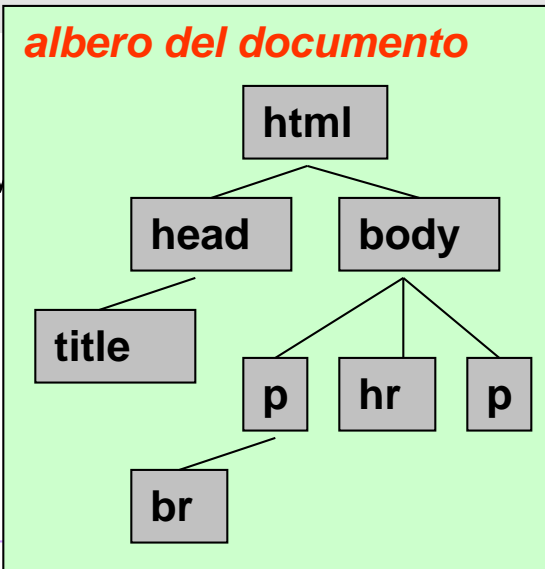 albero del documento
html
head body
title
p hr p
br